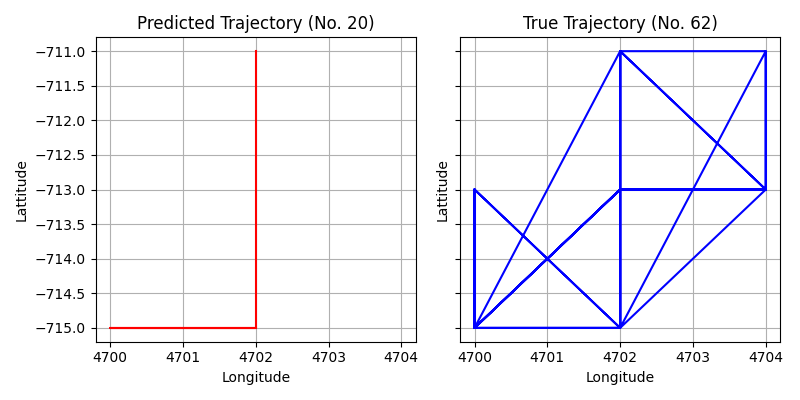 Predicted Trajectory (No. 20)
Lattitude
−711.0
−711.5
−712.0
−712.5
−713.0
−713.5
−714.0
−714.5
−715.0
4700 4701 4702 4703 4704
Longitude
True Trajectory (No. 62)
Lattitude
4700 4701 4702 4703 4704
Longitude